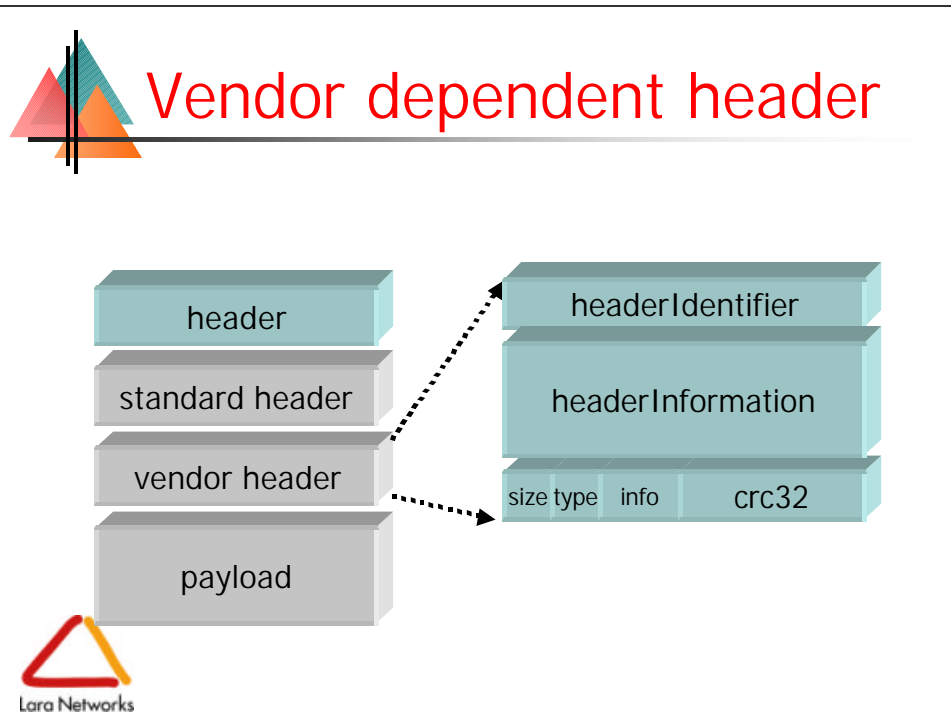 Vendor dependent header
header
standard header
vendor header
payload
headerIdentifier
headerInformation
size type info crc32
Lara Networks